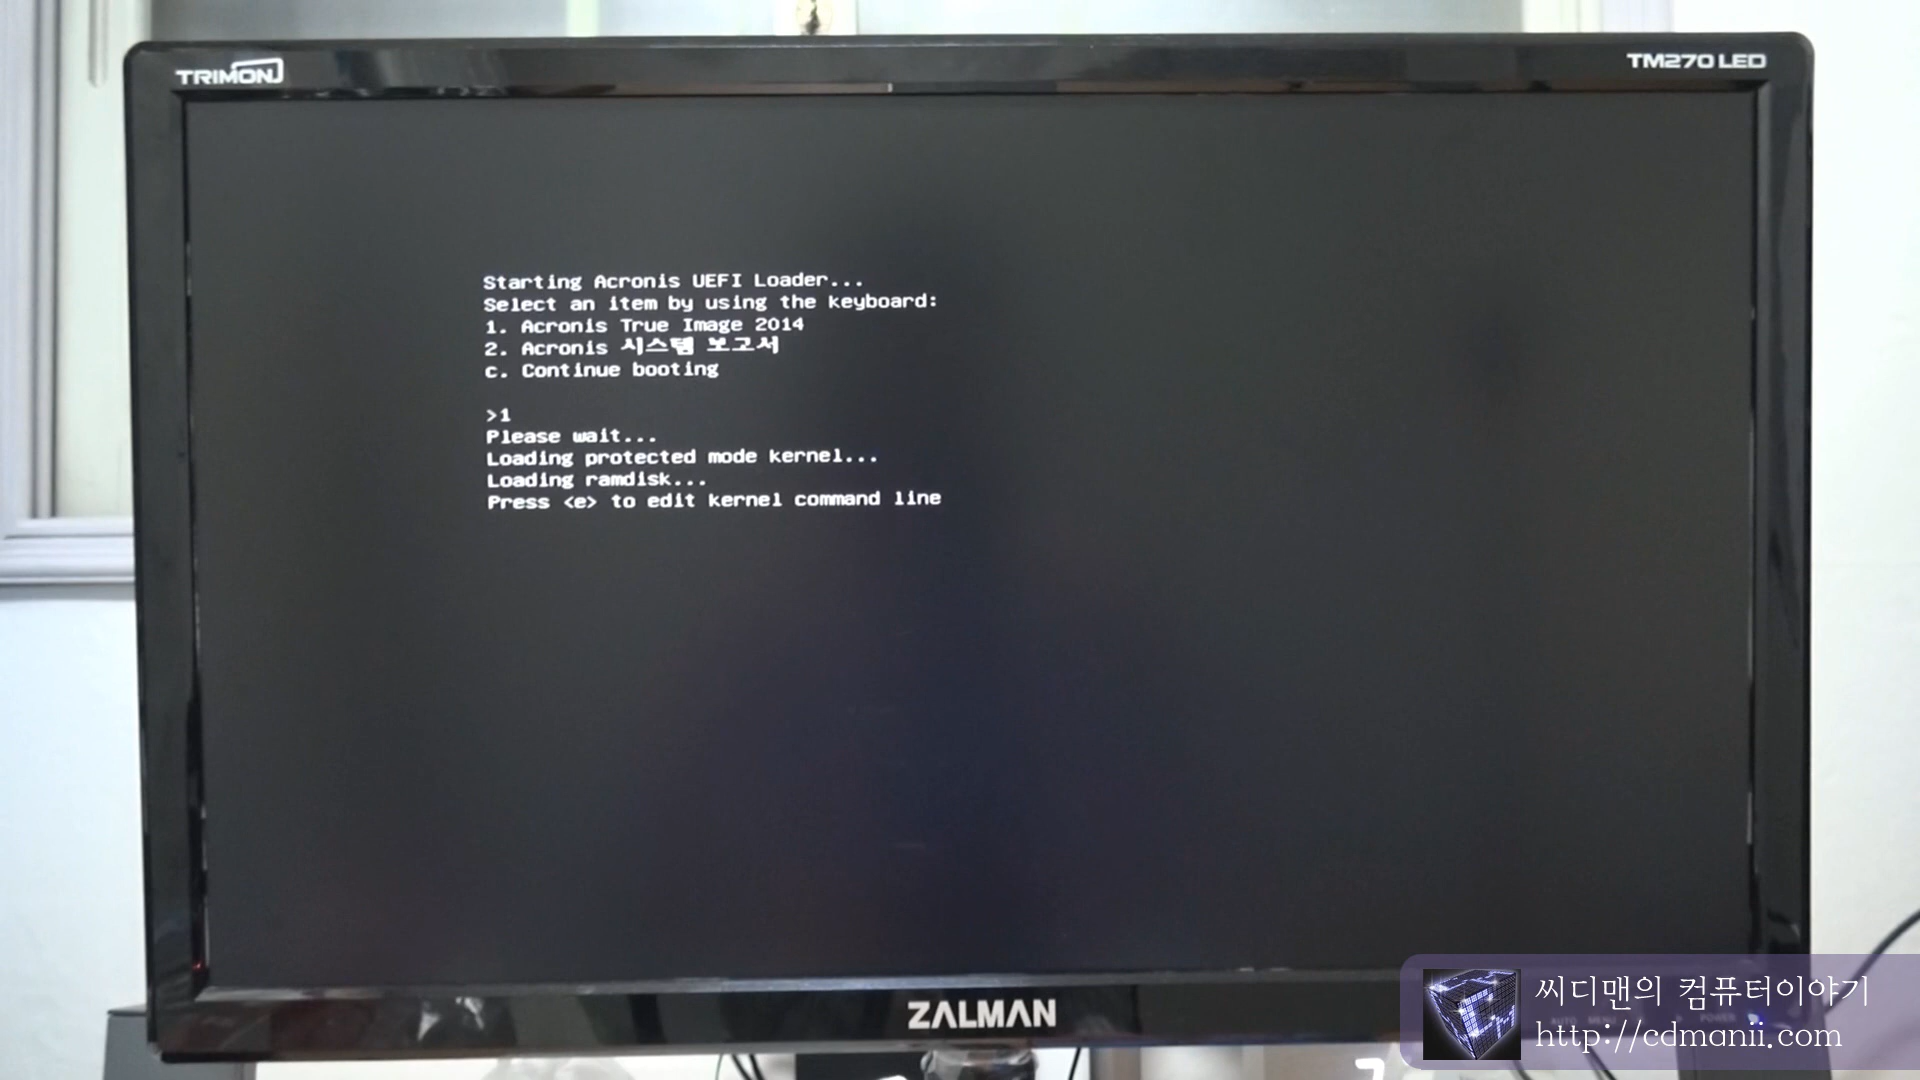 TRIMON
TM270 LED
Starting Acronis UEFI Loader...
Select an item by using the keyboard:
1. Acronis True Image 2014
2. Acronis 시스템 보고서
c. Continue booting
>1
Please wait...
Loading protected mode kernel...
Loading ramdisk...
Press <e> to edit kernel command line
ZALMAN
씨디맨의 컴퓨터이야기
http://cdmanii.com